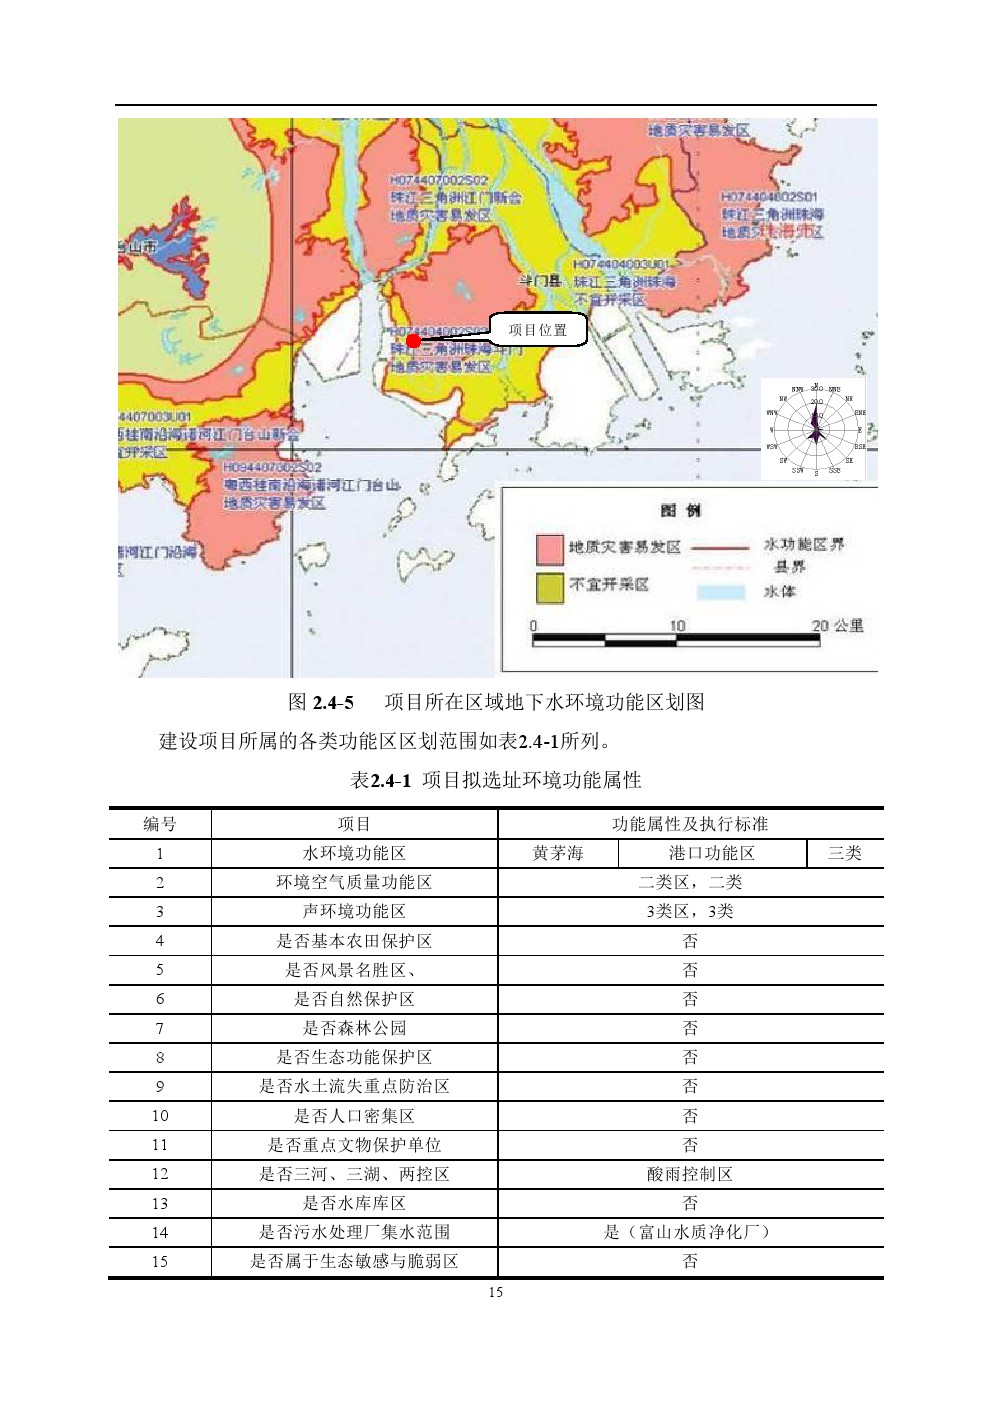 地质灾害易发区
H074407002S02
珠江三角洲江门新会
地质灾害易发区
H074404002S01
珠江三角洲珠海
地质灾害易发区
珠海市
台山市
斗门县
H074404003U01
珠江三角洲珠海
不宜开采区
项目位置
珠江三角洲珠海斗门
地质灾害易发区
4407003U01
西桂南沿海诸河江门台山新会
宜开采区
H094407002S02
粤西桂南沿海诸河江门台山
地质灾害易发区
诸河江门沿海
区
N
NNE
NE
ENE
E
ESE
SE
SSE
S
SSW
SW
WSW
W
WNW
NW
NNW
图 例
地质灾害易发区 水功能区界
县界
不宜开采区 水体
0 10 20 公里
图 2.4-5 项目所在区域地下水环境功能区划图
建设项目所属的各类功能区区划范围如表2.4-1所列。
表2.4-1 项目拟选址环境功能属性
编号 项目 功能属性及执行标准
1 水环境功能区 黄茅海 港口功能区 三类
2 环境空气质量功能区 二类区，二类
3 声环境功能区 3类区，3类
4 是否基本农田保护区 否
5 是否风景名胜区、 否
6 是否自然保护区 否
7 是否森林公园 否
8 是否生态功能保护区 否
9 是否水土流失重点防治区 否
10 是否人口密集区 否
11 是否重点文物保护单位 否
12 是否三河、三湖、两控区 酸雨控制区
13 是否水库库区 否
14 是否污水处理厂集水范围 是（富山水质净化厂）
15 是否属于生态敏感与脆弱区 否
15